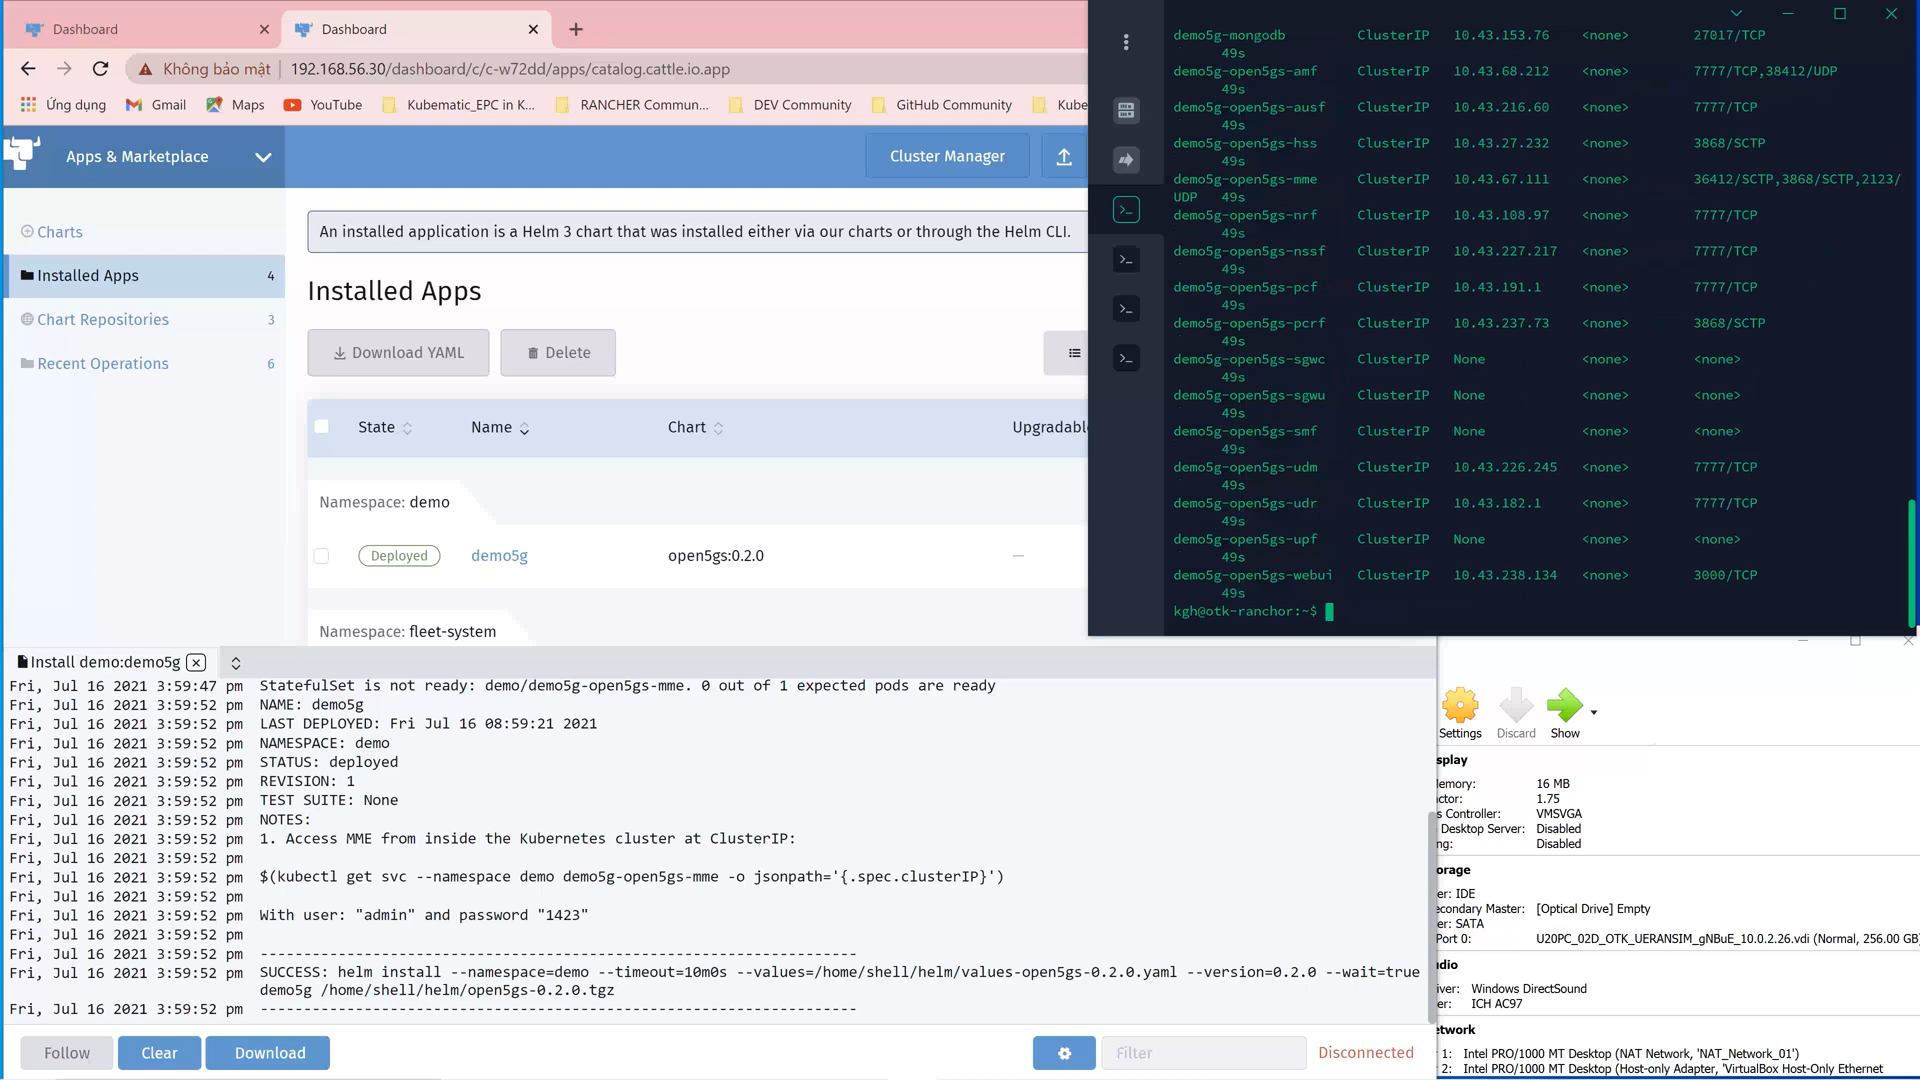 Dashboard
Dashboard
Không bảo mật
192.168.56.30/dashboard/c/c-w72dd/apps/catalog.cattle.io.app
Ứng dụng
Gmail
Maps
YouTube
Kubematic_EPC in K...
RANCHER Commun...
DEV Community
GitHub Community
Kube
Apps & Marketplace
Cluster Manager
Charts
Installed Apps 4
Chart Repositories 3
Recent Operations 6
An installed application is a Helm 3 chart that was installed either via our charts or through the Helm CLI.
Installed Apps
Download YAML
Delete
State
Name
Chart
Upgradable
Namespace: demo
Deployed
demo5g
open5gs:0.2.0
—
Namespace: fleet-system
demo5g-mongodb ClusterIP 10.43.153.76 <none> 27017/TCP
49s
demo5g-open5gs-amf ClusterIP 10.43.68.212 <none> 7777/TCP,38412/UDP
49s
demo5g-open5gs-ausf ClusterIP 10.43.216.60 <none> 7777/TCP
49s
demo5g-open5gs-hss ClusterIP 10.43.27.232 <none> 3868/SCTP
49s
demo5g-open5gs-mme ClusterIP 10.43.67.111 <none> 36412/SCTP,3868/SCTP,2123/
UDP 49s
demo5g-open5gs-nrf ClusterIP 10.43.108.97 <none> 7777/TCP
49s
demo5g-open5gs-nssf ClusterIP 10.43.227.217 <none> 7777/TCP
49s
demo5g-open5gs-pcf ClusterIP 10.43.191.1 <none> 7777/TCP
49s
demo5g-open5gs-pcrf ClusterIP 10.43.237.73 <none> 3868/SCTP
49s
demo5g-open5gs-sgwc ClusterIP None <none> <none>
49s
demo5g-open5gs-sgwu ClusterIP None <none> <none>
49s
demo5g-open5gs-smf ClusterIP None <none> <none>
49s
demo5g-open5gs-udm ClusterIP 10.43.226.245 <none> 7777/TCP
49s
demo5g-open5gs-udr ClusterIP 10.43.182.1 <none> 7777/TCP
49s
demo5g-open5gs-upf ClusterIP None <none> <none>
49s
demo5g-open5gs-webui ClusterIP 10.43.238.134 <none> 3000/TCP
49s
kgh@otk-ranchor:~$
Install demo:demo5g
Fri, Jul 16 2021 3:59:47 pm StatefulSet is not ready: demo/demo5g-open5gs-mme. 0 out of 1 expected pods are ready
Fri, Jul 16 2021 3:59:52 pm NAME: demo5g
Fri, Jul 16 2021 3:59:52 pm LAST DEPLOYED: Fri Jul 16 08:59:21 2021
Fri, Jul 16 2021 3:59:52 pm NAMESPACE: demo
Fri, Jul 16 2021 3:59:52 pm STATUS: deployed
Fri, Jul 16 2021 3:59:52 pm REVISION: 1
Fri, Jul 16 2021 3:59:52 pm TEST SUITE: None
Fri, Jul 16 2021 3:59:52 pm NOTES:
Fri, Jul 16 2021 3:59:52 pm 1. Access MME from inside the Kubernetes cluster at ClusterIP:
Fri, Jul 16 2021 3:59:52 pm
Fri, Jul 16 2021 3:59:52 pm $(kubectl get svc --namespace demo demo5g-open5gs-mme -o jsonpath='{.spec.clusterIP}')
Fri, Jul 16 2021 3:59:52 pm
Fri, Jul 16 2021 3:59:52 pm With user: "admin" and password "1423"
Fri, Jul 16 2021 3:59:52 pm
Fri, Jul 16 2021 3:59:52 pm ---------------------------------------------------------------------
Fri, Jul 16 2021 3:59:52 pm SUCCESS: helm install --namespace=demo --timeout=10m0s --values=/home/shell/helm/values-open5gs-0.2.0.yaml --version=0.2.0 --wait=true
demo5g /home/shell/helm/open5gs-0.2.0.tgz
Fri, Jul 16 2021 3:59:52 pm ---------------------------------------------------------------------
Follow
Clear
Download
Filter
Disconnected
Settings
Discard
Show
splay
emory: 16 MB
ctor: 1.75
s Controller: VMSVGA
Desktop Server: Disabled
ng: Disabled
orage
er: IDE
econdary Master: [Optical Drive] Empty
er: SATA
Port 0: U20PC_02D_OTK_UERANSIM_gNBuE_10.0.2.26.vdi (Normal, 256.00 GB)
udio
iver: Windows DirectSound
er: ICH AC97
etwork
1: Intel PRO/1000 MT Desktop (NAT Network, 'NAT_Network_01')
2: Intel PRO/1000 MT Desktop (Host-only Adapter, 'VirtualBox Host-Only Ethernet